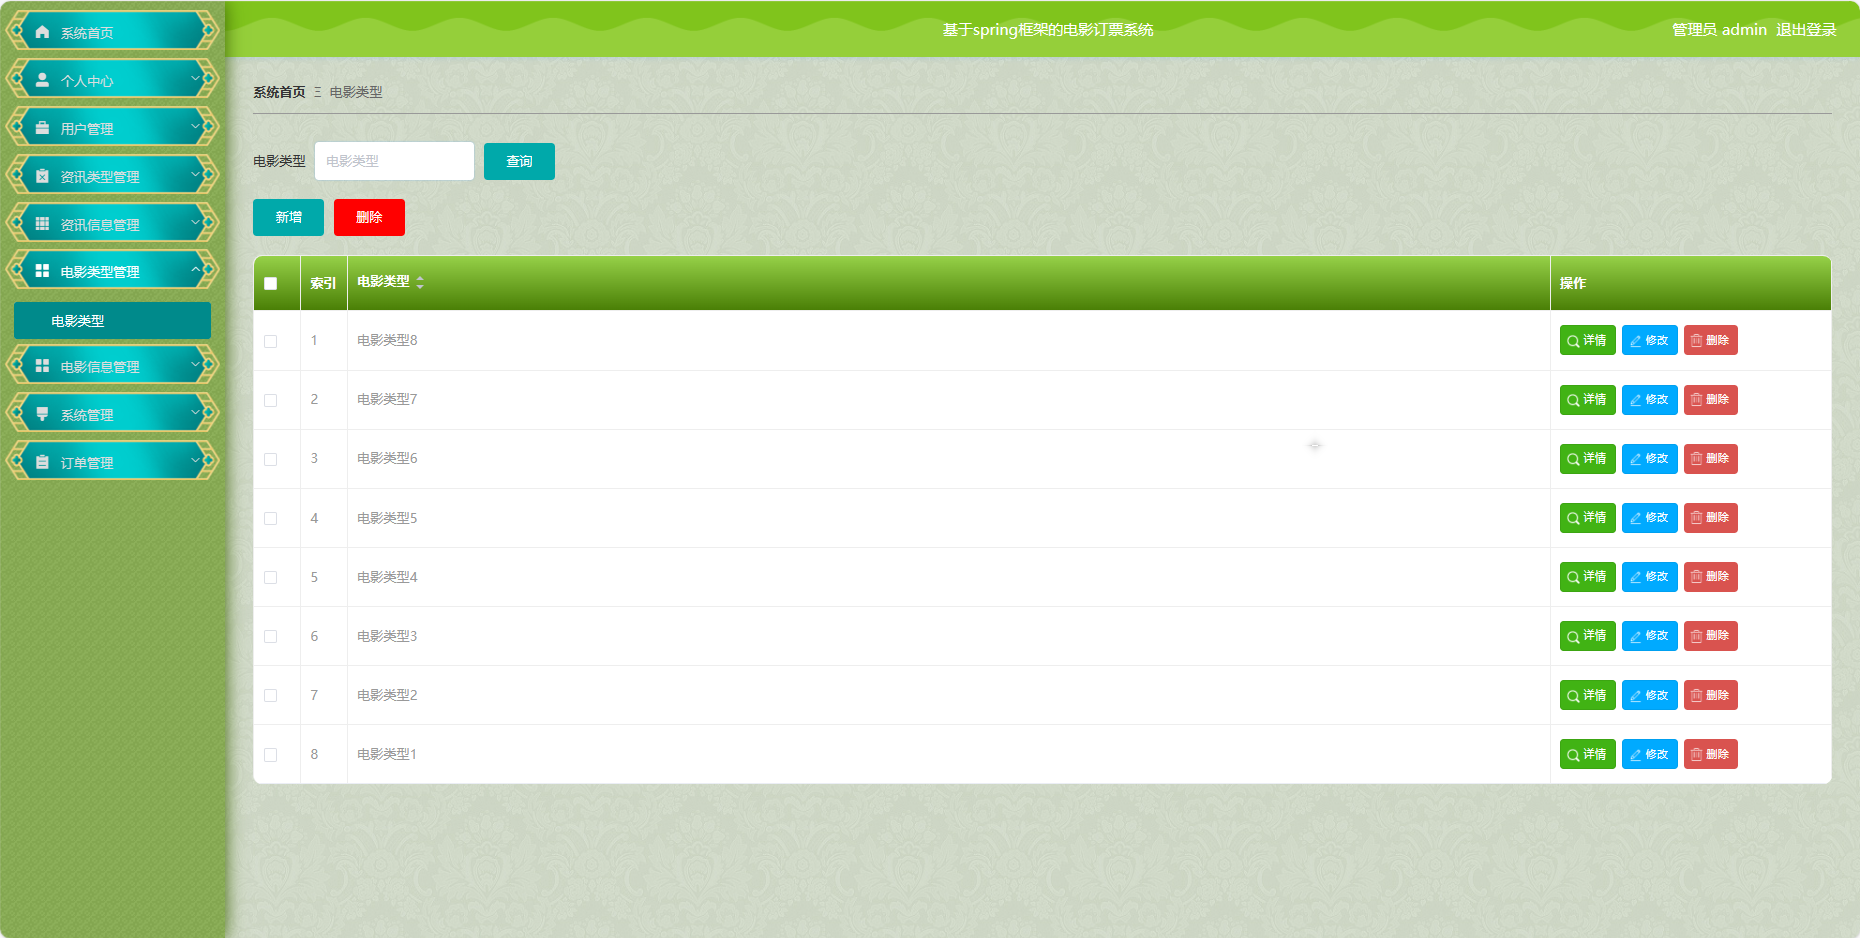 系统首页
个人中心
用户管理
资讯类型管理
资讯信息管理
电影类型管理
电影类型
电影信息管理
系统管理
订单管理
基于spring框架的电影订票系统
管理员 admin 退出登录
系统首页 Ξ 电影类型
电影类型 电影类型 查询
新增 删除
索引 电影类型 操作
1 电影类型8 详情 修改 删除
2 电影类型7 详情 修改 删除
3 电影类型6 详情 修改 删除
4 电影类型5 详情 修改 删除
5 电影类型4 详情 修改 删除
6 电影类型3 详情 修改 删除
7 电影类型2 详情 修改 删除
8 电影类型1 详情 修改 删除